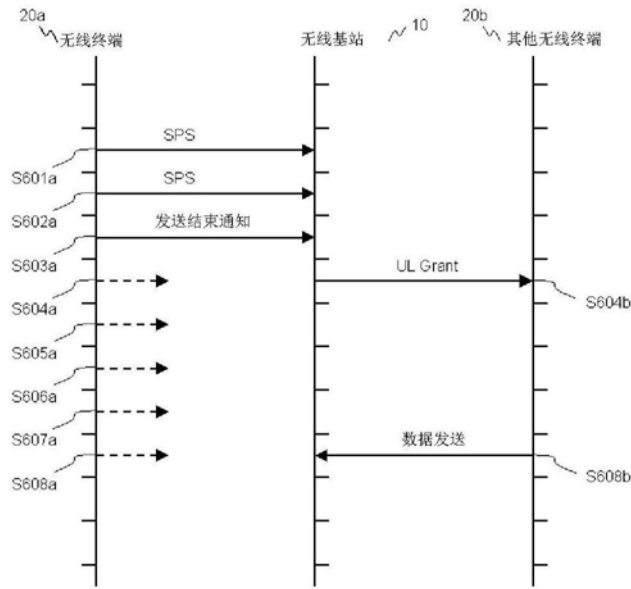 20a 10 20b
无线终端 无线基站 其他无线终端
SPS
S601a
SPS
S602a
发送结束通知
S603a
UL Grant
S604a S604b
S605a
S606a
S607a
数据发送
S608a S608b